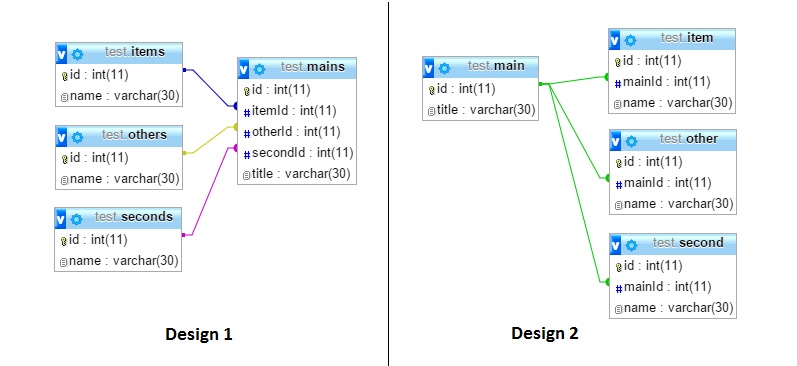 test.items
id : int(11)
name : varchar(30)
test.others
id : int(11)
name : varchar(30)
test.seconds
id : int(11)
name : varchar(30)
test.mains
id : int(11)
itemId : int(11)
otherId : int(11)
secondId : int(11)
title : varchar(30)
Design 1
test.main
id : int(11)
title : varchar(30)
test.item
id : int(11)
mainId : int(11)
name : varchar(30)
test.other
id : int(11)
mainId : int(11)
name : varchar(30)
test.second
id : int(11)
mainId : int(11)
name : varchar(30)
Design 2